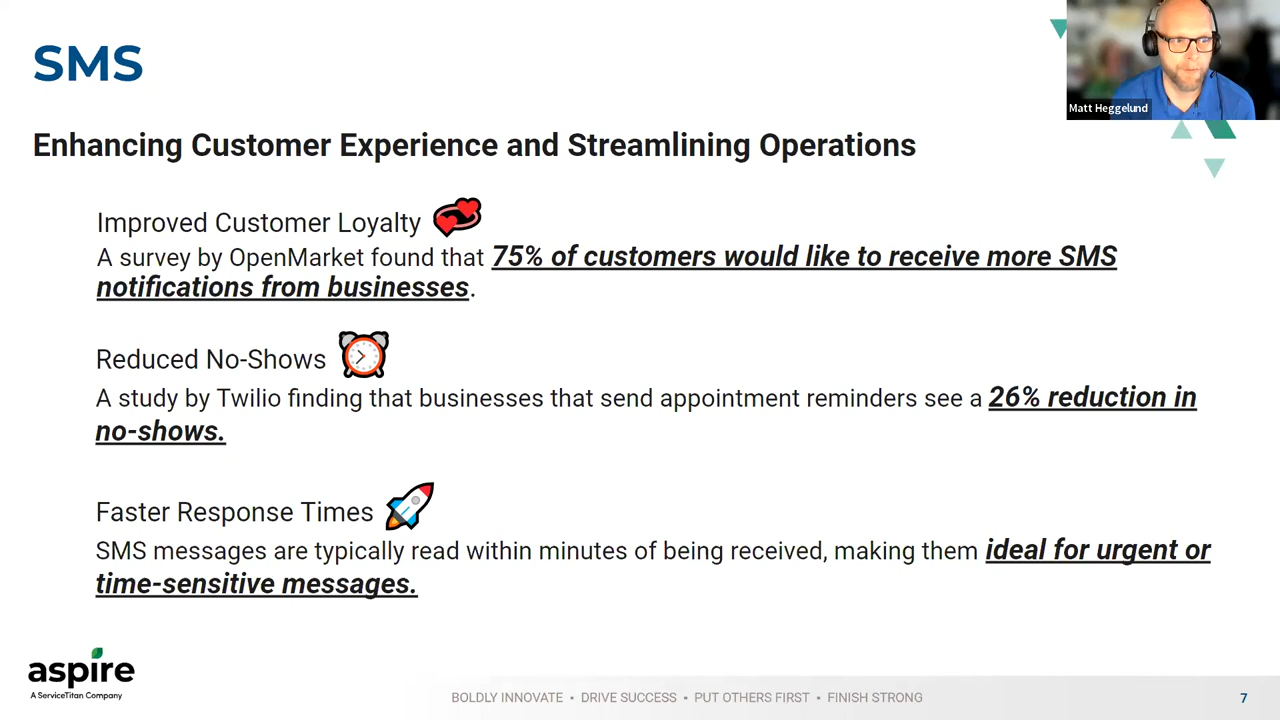 SMS
Matt Heggelund
Enhancing Customer Experience and Streamlining Operations
Improved Customer Loyalty
A survey by OpenMarket found that 75% of customers would like to receive more SMS
notifications from businesses.
Reduced No-Shows
A study by Twilio finding that businesses that send appointment reminders see a 26% reduction in
no-shows.
Faster Response Times
SMS messages are typically read within minutes of being received, making them ideal for urgent or
time-sensitive messages.
aspire
A ServiceTitan Company
BOLDLY INNOVATE • DRIVE SUCCESS • PUT OTHERS FIRST • FINISH STRONG
7